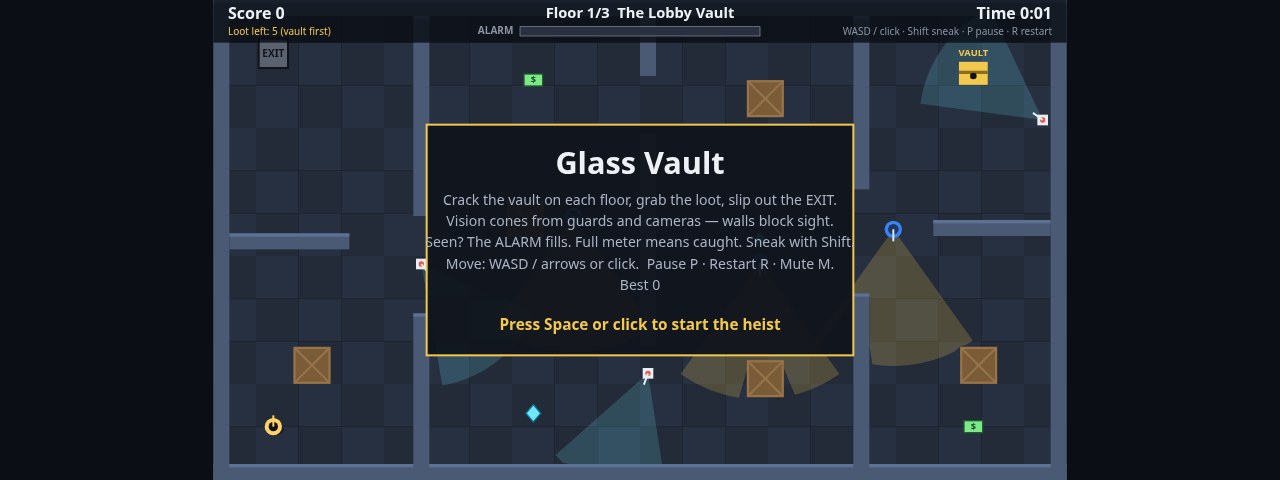 Score 0
Floor 1/3  The Lobby Vault
Time 0:01
Loot left: 5 (vault first)
ALARM
WASD / click · Shift sneak · P pause · R restart
EXIT
VAULT
$
Glass Vault
Crack the vault on each floor, grab the loot, slip out the EXIT.
Vision cones from guards and cameras — walls block sight.
Seen? The ALARM fills. Full meter means caught. Sneak with Shift
Move: WASD / arrows or click.  Pause P · Restart R · Mute M.
Best 0
Press Space or click to start the heist
$